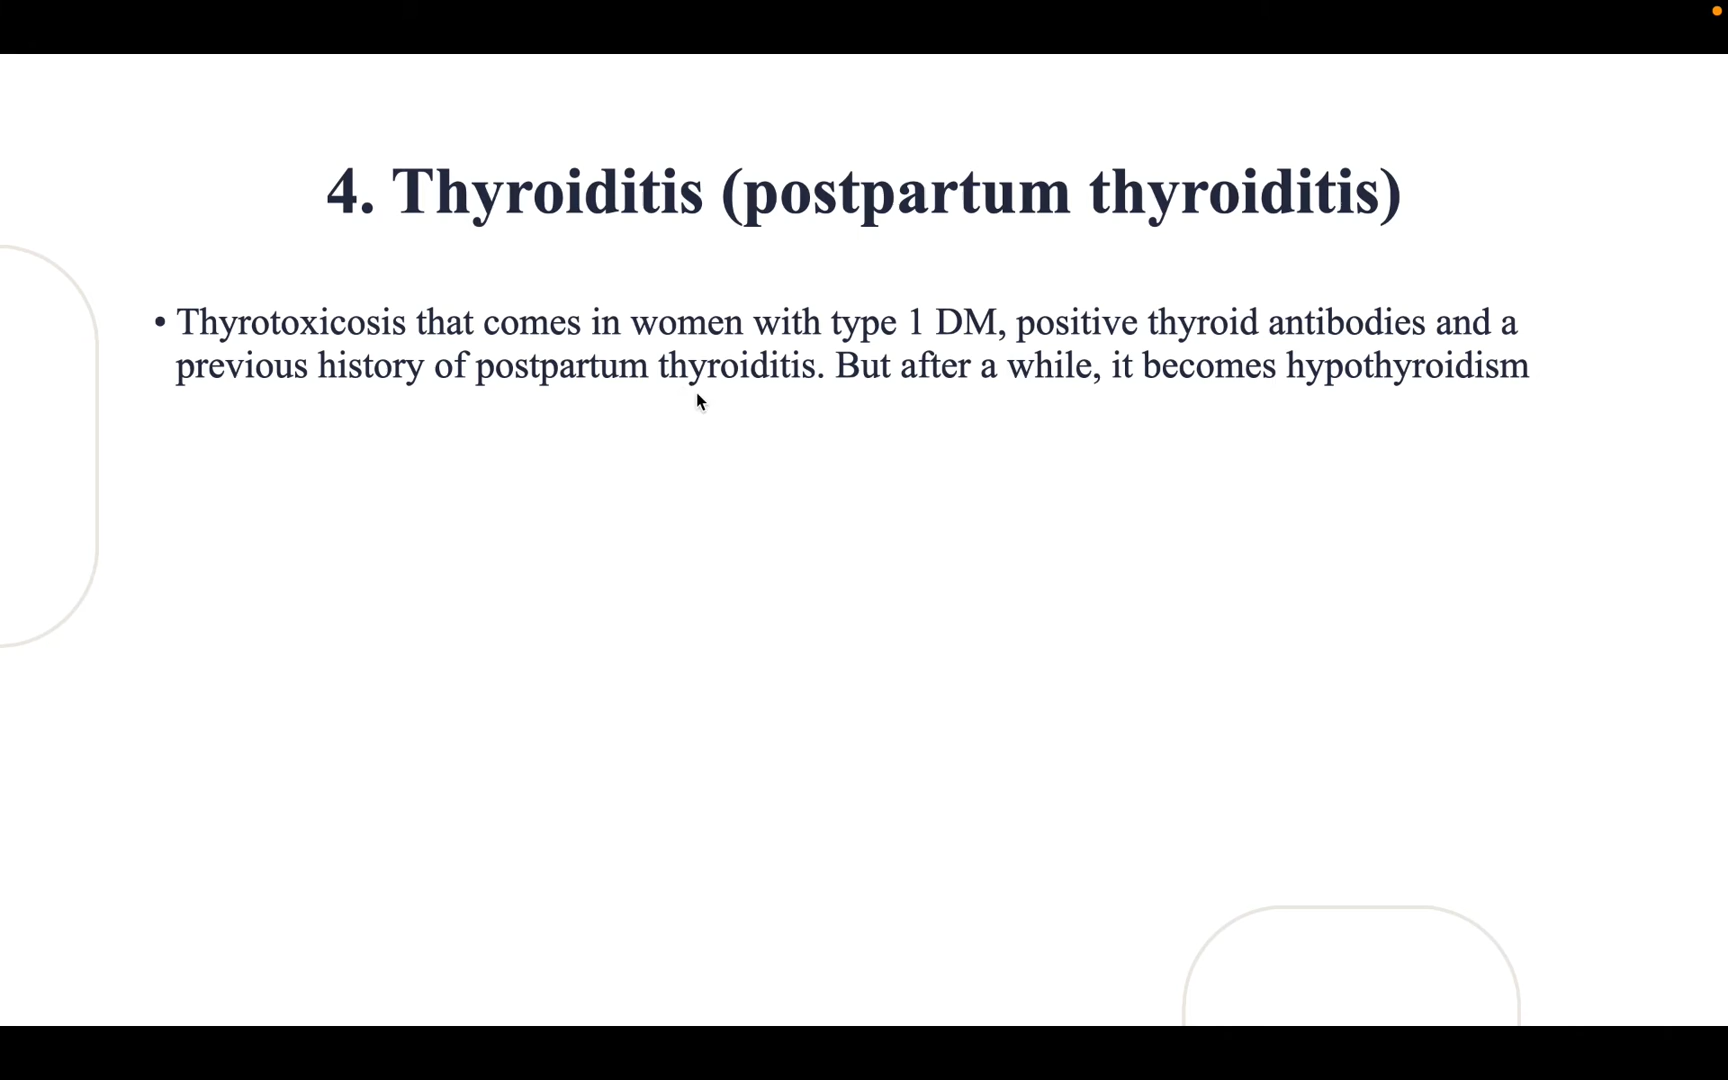 4. Thyroiditis (postpartum thyroiditis)
• Thyrotoxicosis that comes in women with type 1 DM, positive thyroid antibodies and a
previous history of postpartum thyroiditis. But after a while, it becomes hypothyroidism